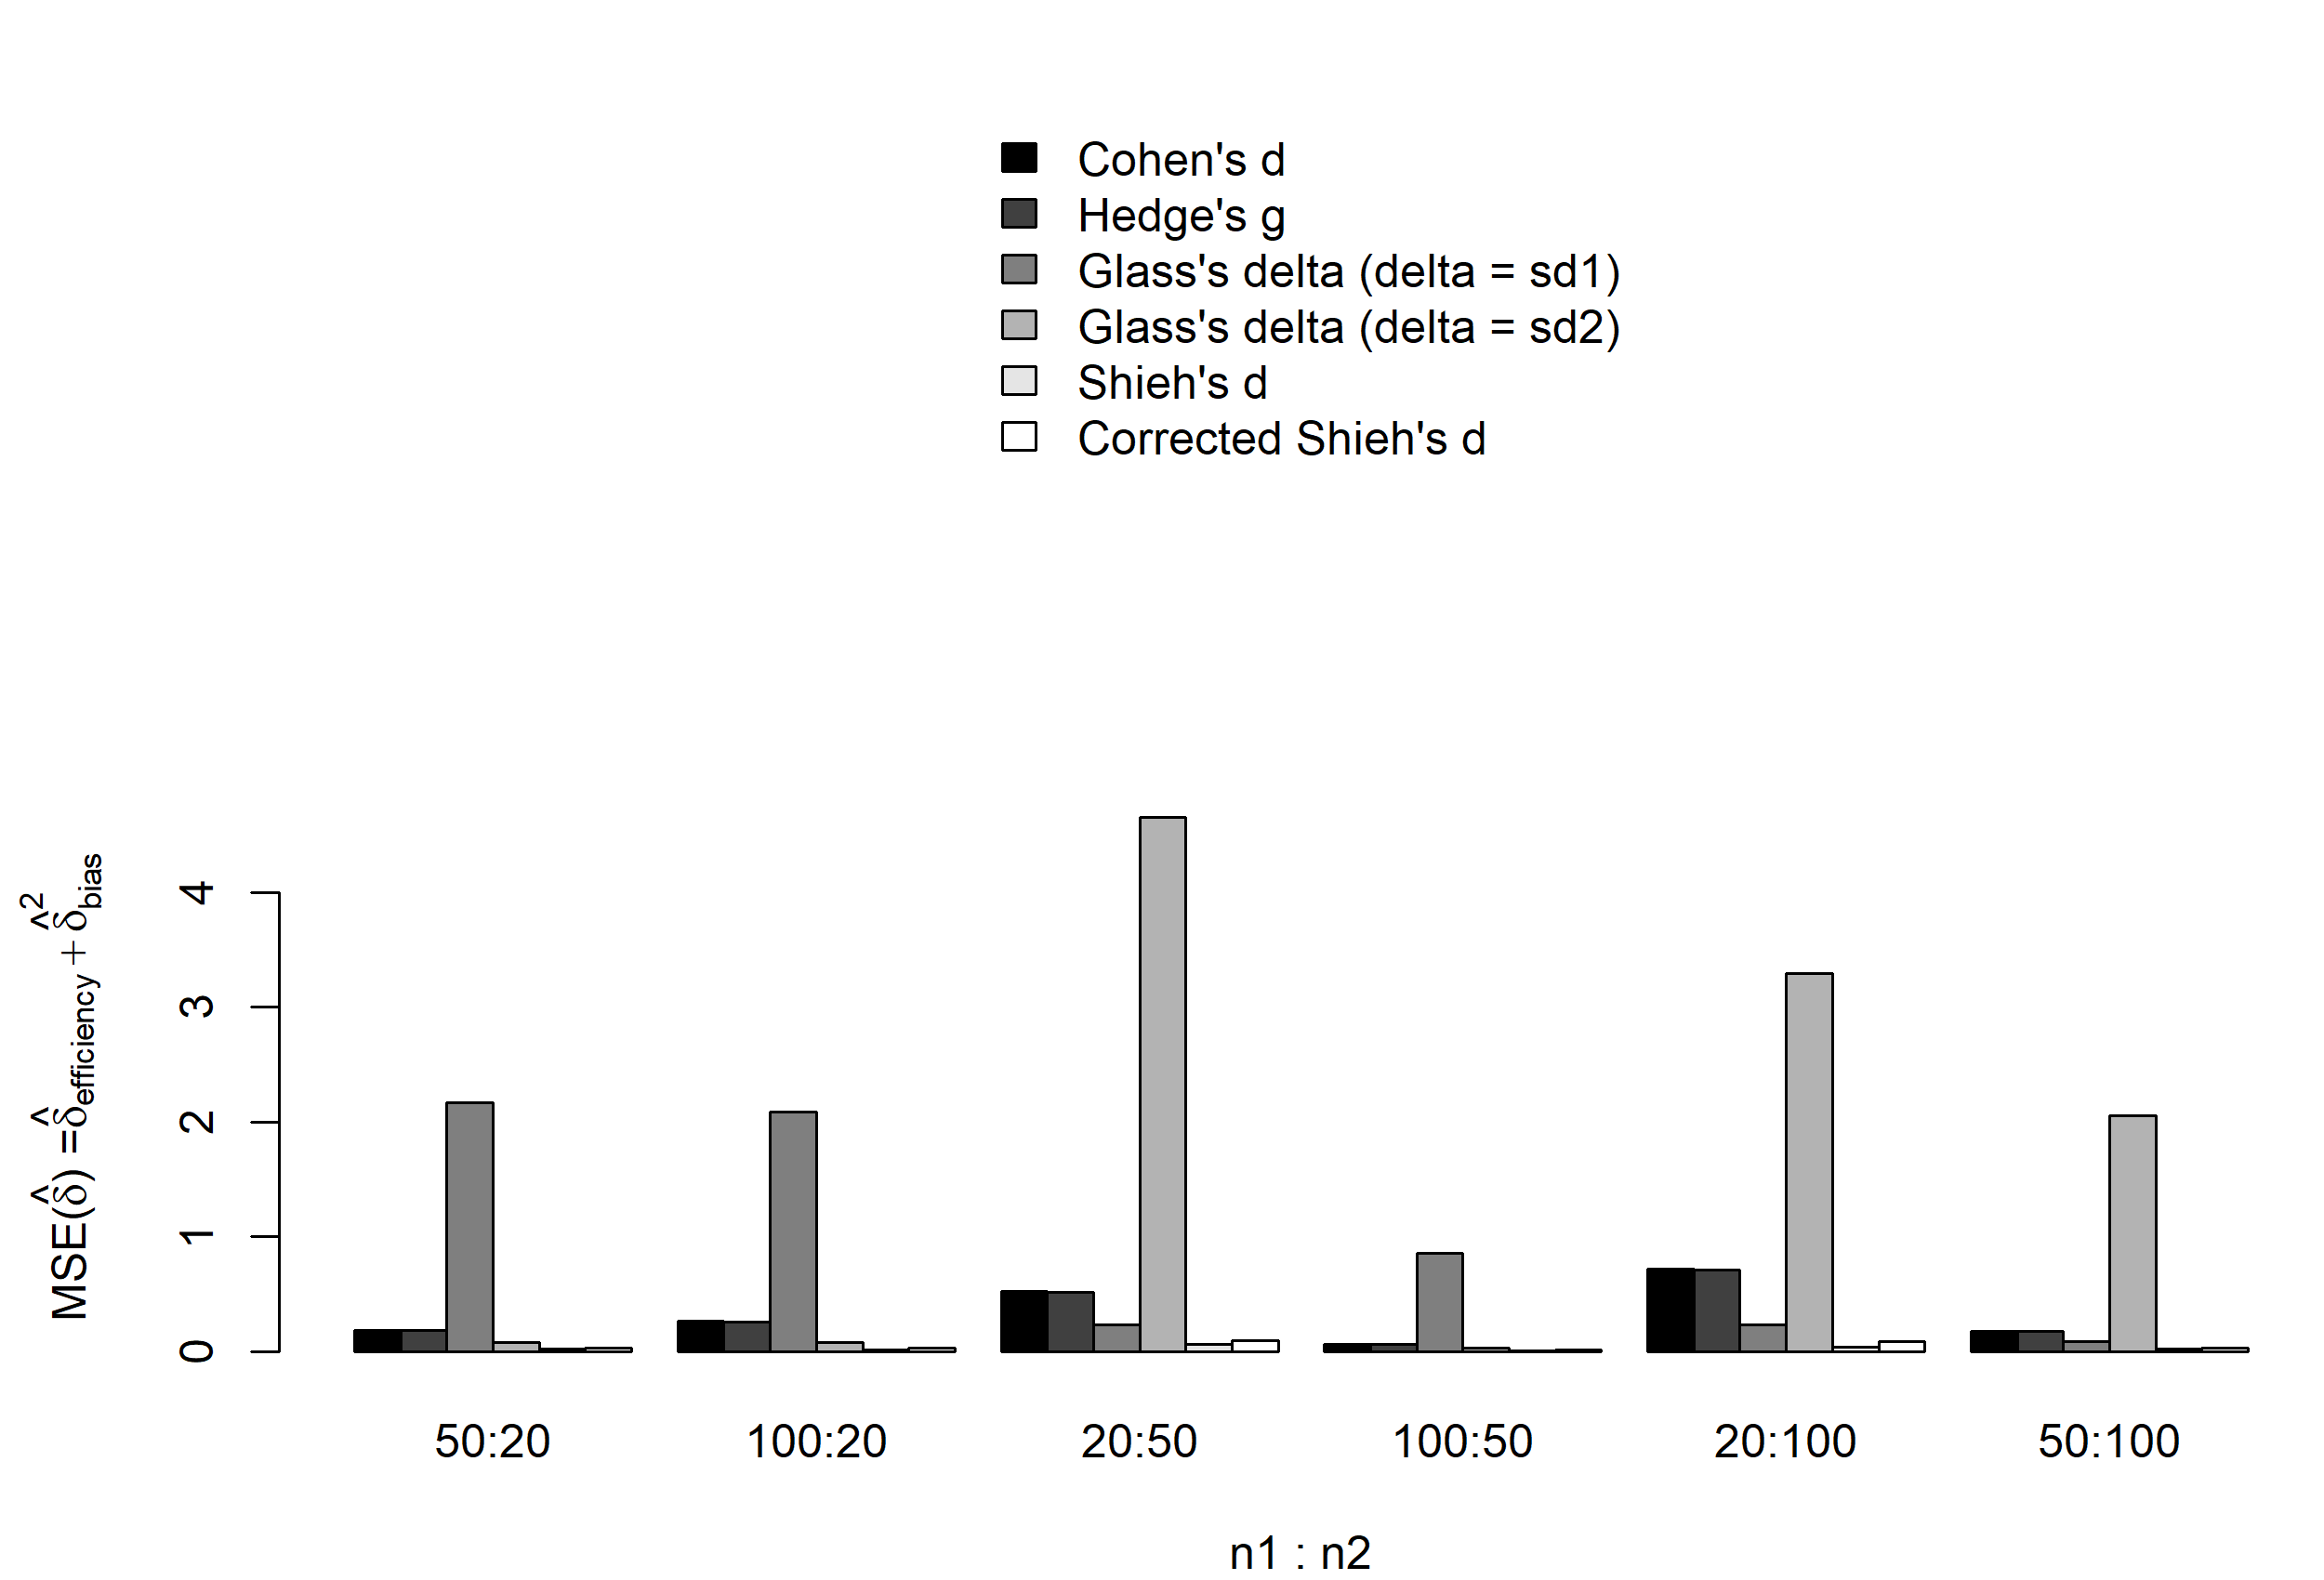 Cohen's d
Hedge's g
Glass's delta (delta = sd1)
Glass's delta (delta = sd2)
Shieh's d
Corrected Shieh's d
MSE(δ̂) =δ̂efficiency+δ̂²bias
4
3
2
1
0
50:20 100:20 20:50 100:50 20:100 50:100
n1 : n2